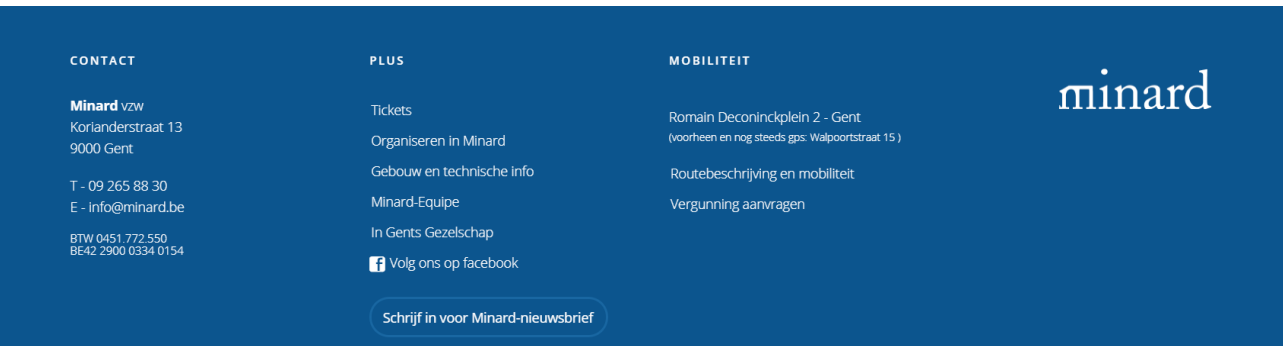 CONTACT
Minard vzw
Korianderstraat 13
9000 Gent
T - 09 265 88 30
E - info@minard.be
BTW 0451.772.550
BE42 2900 0334 0154
PLUS
Tickets
Organiseren in Minard
Gebouw en technische info
Minard-Equipe
In Gents Gezelschap
Volg ons op facebook
Schrijf in voor Minard-nieuwsbrief
MOBILITEIT
Romain Deconinckplein 2 - Gent
(voorheen en nog steeds gps: Walpoortstraat 15 )
Routebeschrijving en mobiliteit
Vergunning aanvragen
minard